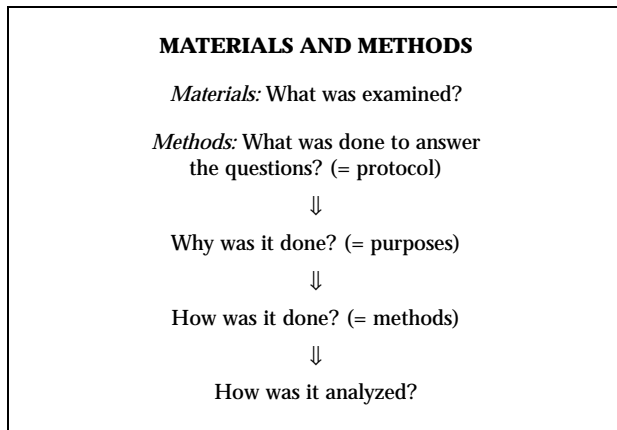 MATERIALS AND METHODS
Materials: What was examined?
Methods: What was done to answer
the questions? (= protocol)
⇓
Why was it done? (= purposes)
⇓
How was it done? (= methods)
⇓
How was it analyzed?